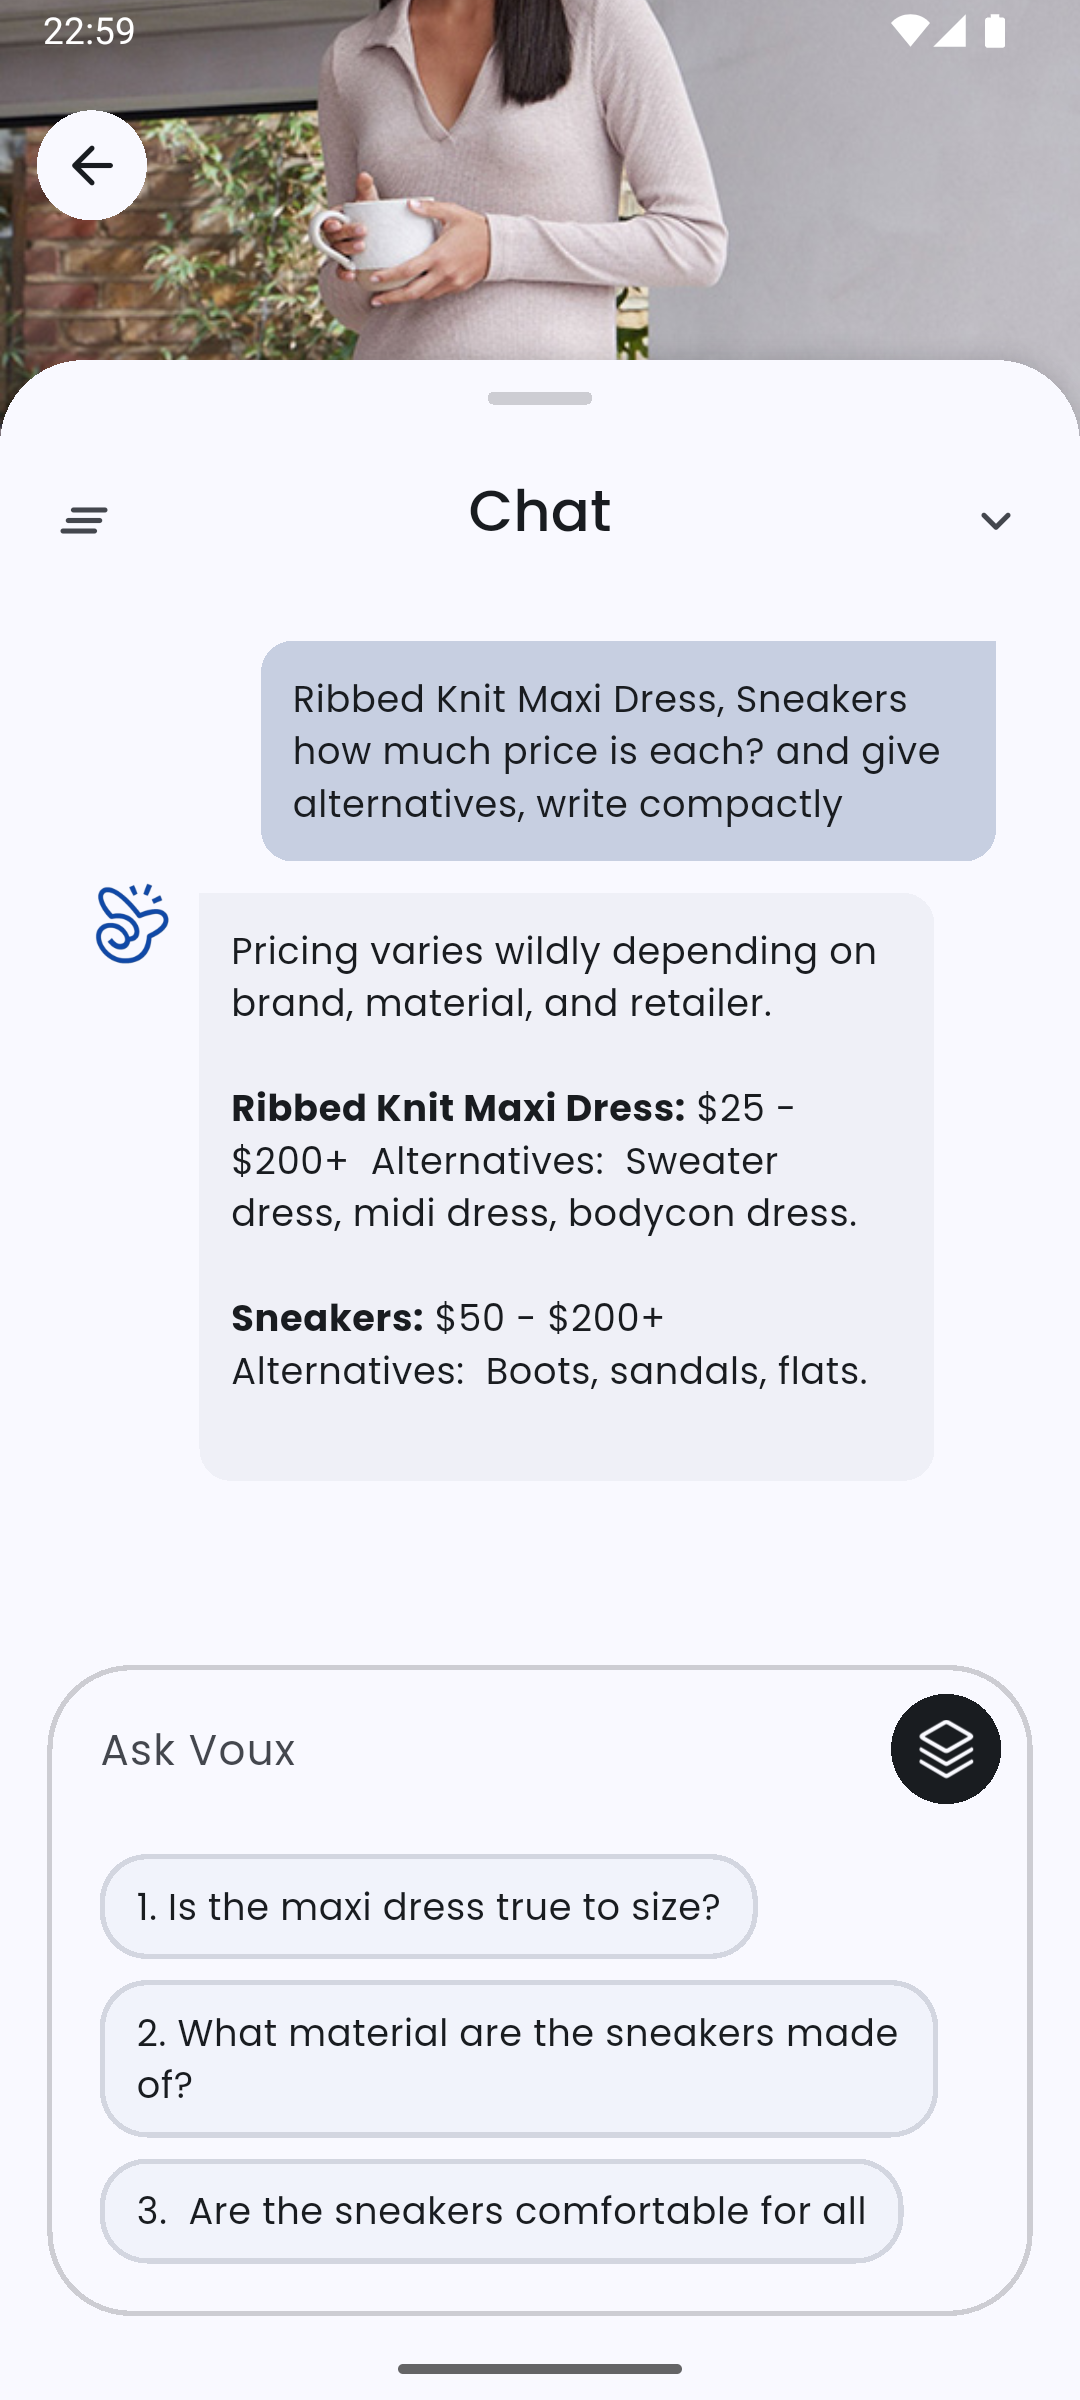 22:59
Chat
Ribbed Knit Maxi Dress, Sneakers
how much price is each? and give
alternatives, write compactly
Pricing varies wildly depending on
brand, material, and retailer.
Ribbed Knit Maxi Dress: $25 -
$200+  Alternatives:  Sweater
dress, midi dress, bodycon dress.
Sneakers: $50 - $200+
Alternatives:  Boots, sandals, flats.
Ask Voux
1. Is the maxi dress true to size?
2. What material are the sneakers made
of?
3.  Are the sneakers comfortable for all